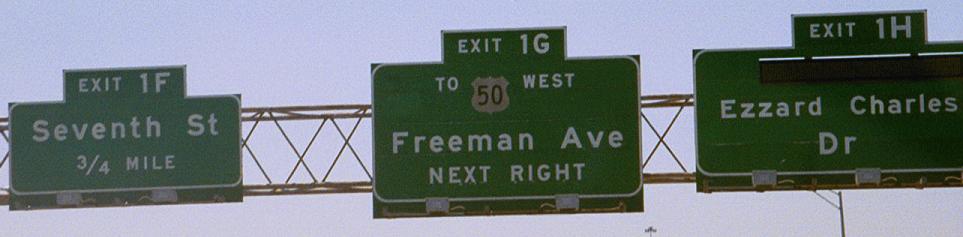 EXIT 1F
Seventh St
3/4 MILE
EXIT 1G
TO 50 WEST
Freeman Ave
NEXT RIGHT
EXIT 1H
Ezzard Charles
Dr